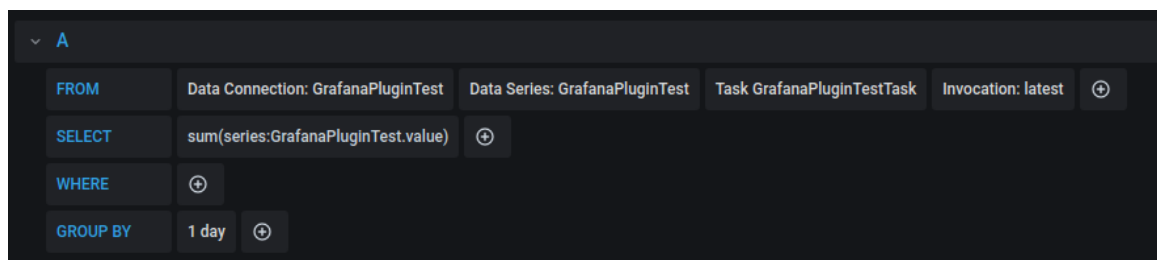 A
FROM Data Connection: GrafanaPluginTest Data Series: GrafanaPluginTest Task GrafanaPluginTestTask Invocation: latest
SELECT sum(series:GrafanaPluginTest.value)
WHERE
GROUP BY 1 day